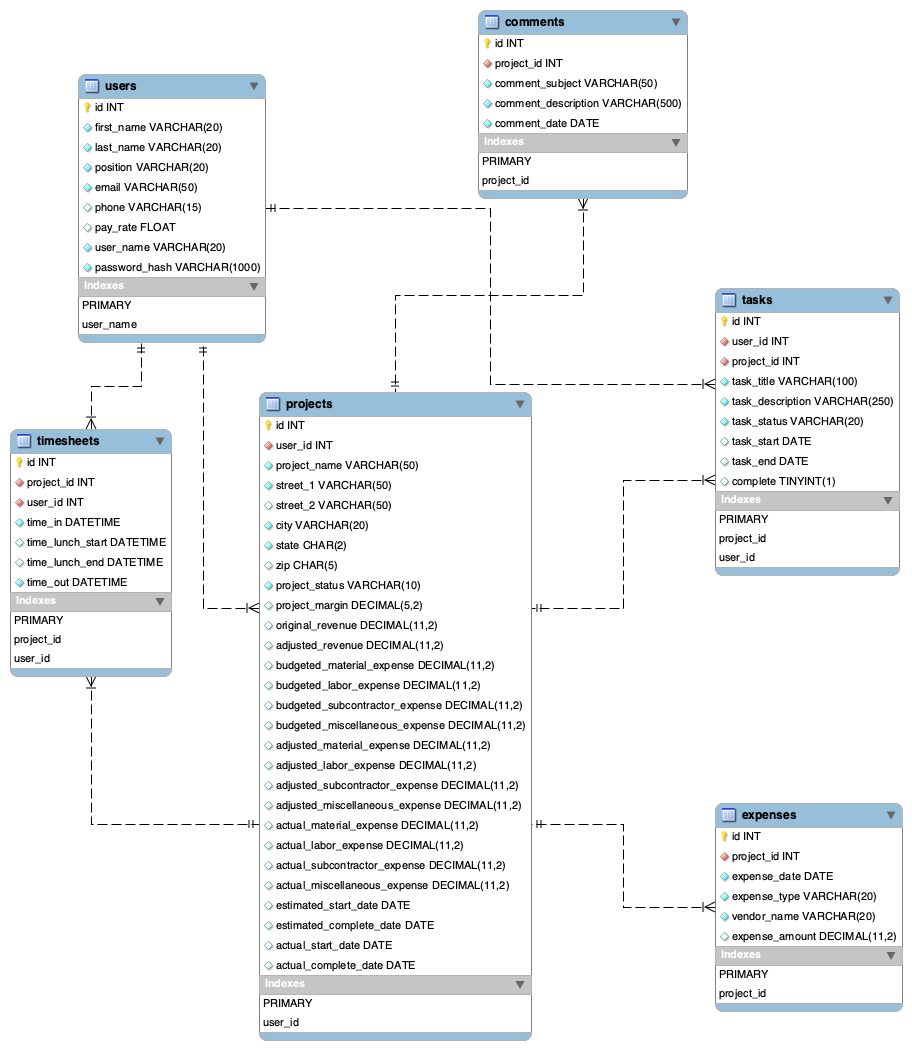 comments
id INT
project_id INT
comment_subject VARCHAR(50)
comment_description VARCHAR(500)
comment_date DATE
Indexes
PRIMARY
project_id
users
id INT
first_name VARCHAR(20)
last_name VARCHAR(20)
position VARCHAR(20)
email VARCHAR(50)
phone VARCHAR(15)
pay_rate FLOAT
user_name VARCHAR(20)
password_hash VARCHAR(1000)
Indexes
PRIMARY
user_name
tasks
id INT
user_id INT
project_id INT
task_title VARCHAR(100)
task_description VARCHAR(250)
task_status VARCHAR(20)
task_start DATE
task_end DATE
complete TINYINT(1)
Indexes
PRIMARY
project_id
user_id
timesheets
id INT
project_id INT
user_id INT
time_in DATETIME
time_lunch_start DATETIME
time_lunch_end DATETIME
time_out DATETIME
Indexes
PRIMARY
project_id
user_id
projects
id INT
user_id INT
project_name VARCHAR(50)
street_1 VARCHAR(50)
street_2 VARCHAR(50)
city VARCHAR(20)
state CHAR(2)
zip CHAR(5)
project_status VARCHAR(10)
project_margin DECIMAL(5,2)
original_revenue DECIMAL(11,2)
adjusted_revenue DECIMAL(11,2)
budgeted_material_expense DECIMAL(11,2)
budgeted_labor_expense DECIMAL(11,2)
budgeted_subcontractor_expense DECIMAL(11,2)
budgeted_miscellaneous_expense DECIMAL(11,2)
adjusted_material_expense DECIMAL(11,2)
adjusted_labor_expense DECIMAL(11,2)
adjusted_subcontractor_expense DECIMAL(11,2)
adjusted_miscellaneous_expense DECIMAL(11,2)
actual_material_expense DECIMAL(11,2)
actual_labor_expense DECIMAL(11,2)
actual_subcontractor_expense DECIMAL(11,2)
actual_miscellaneous_expense DECIMAL(11,2)
estimated_start_date DATE
estimated_complete_date DATE
actual_start_date DATE
actual_complete_date DATE
Indexes
PRIMARY
user_id
expenses
id INT
project_id INT
expense_date DATE
expense_type VARCHAR(20)
vendor_name VARCHAR(20)
expense_amount DECIMAL(11,2)
Indexes
PRIMARY
project_id